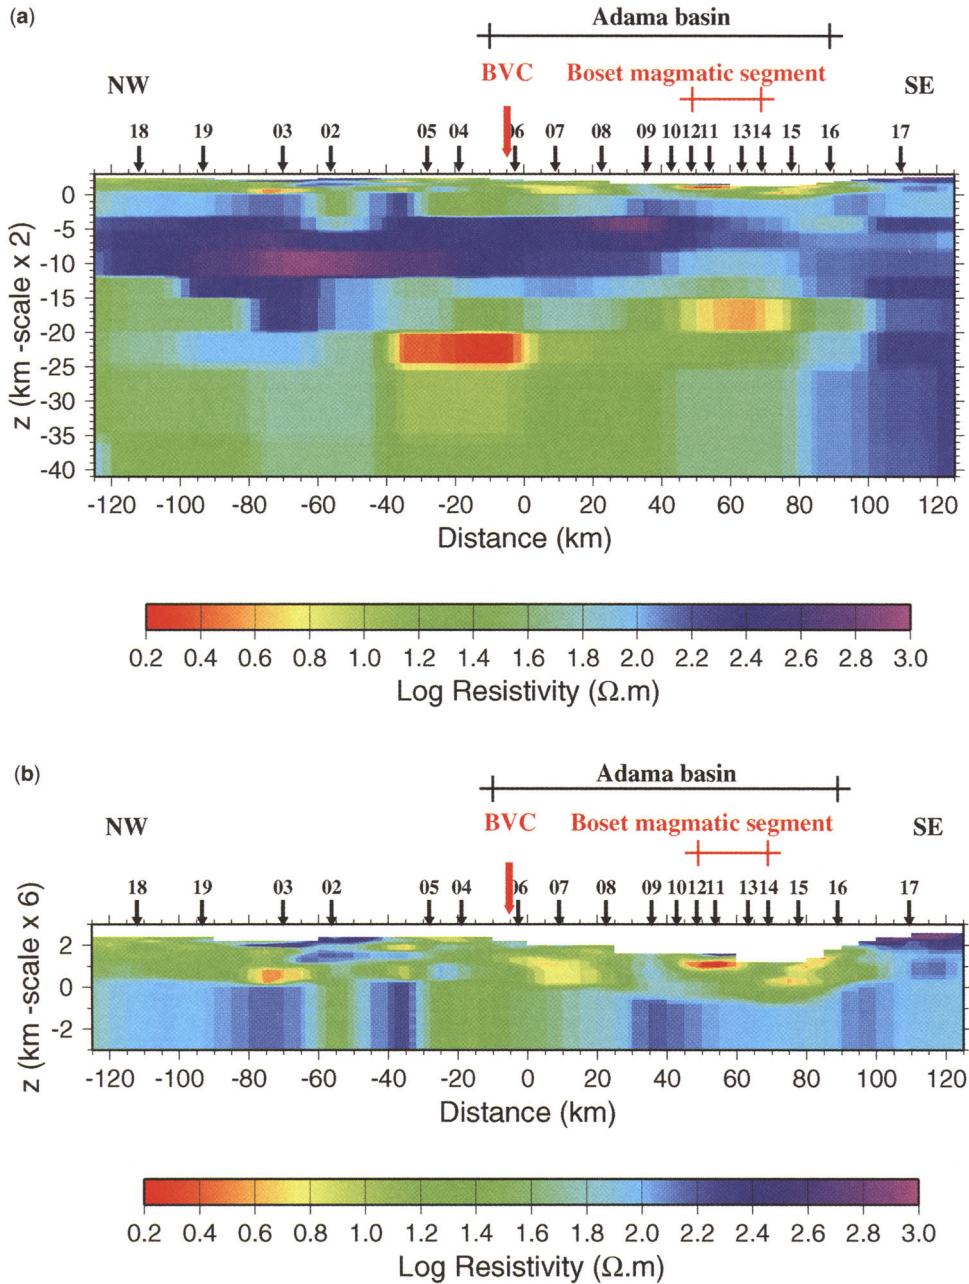 (a)
Adama basin
BVC Boset magmatic segment
NW SE
18 19 03 02 05 04 06 07 08 09 10 12 11 13 14 15 16 17
0
-5
-10
-15
-20
-25
-30
-35
-40
z (km -scale x 2)
-120 -100 -80 -60 -40 -20 0 20 40 60 80 100 120
Distance (km)
0.2 0.4 0.6 0.8 1.0 1.2 1.4 1.6 1.8 2.0 2.2 2.4 2.6 2.8 3.0
Log Resistivity (Ω.m)
(b)
Adama basin
BVC Boset magmatic segment
NW SE
18 19 03 02 05 04 06 07 08 09 10 12 11 13 14 15 16 17
2
0
-2
z (km -scale x 6)
-120 -100 -80 -60 -40 -20 0 20 40 60 80 100 120
Distance (km)
0.2 0.4 0.6 0.8 1.0 1.2 1.4 1.6 1.8 2.0 2.2 2.4 2.6 2.8 3.0
Log Resistivity (Ω.m)